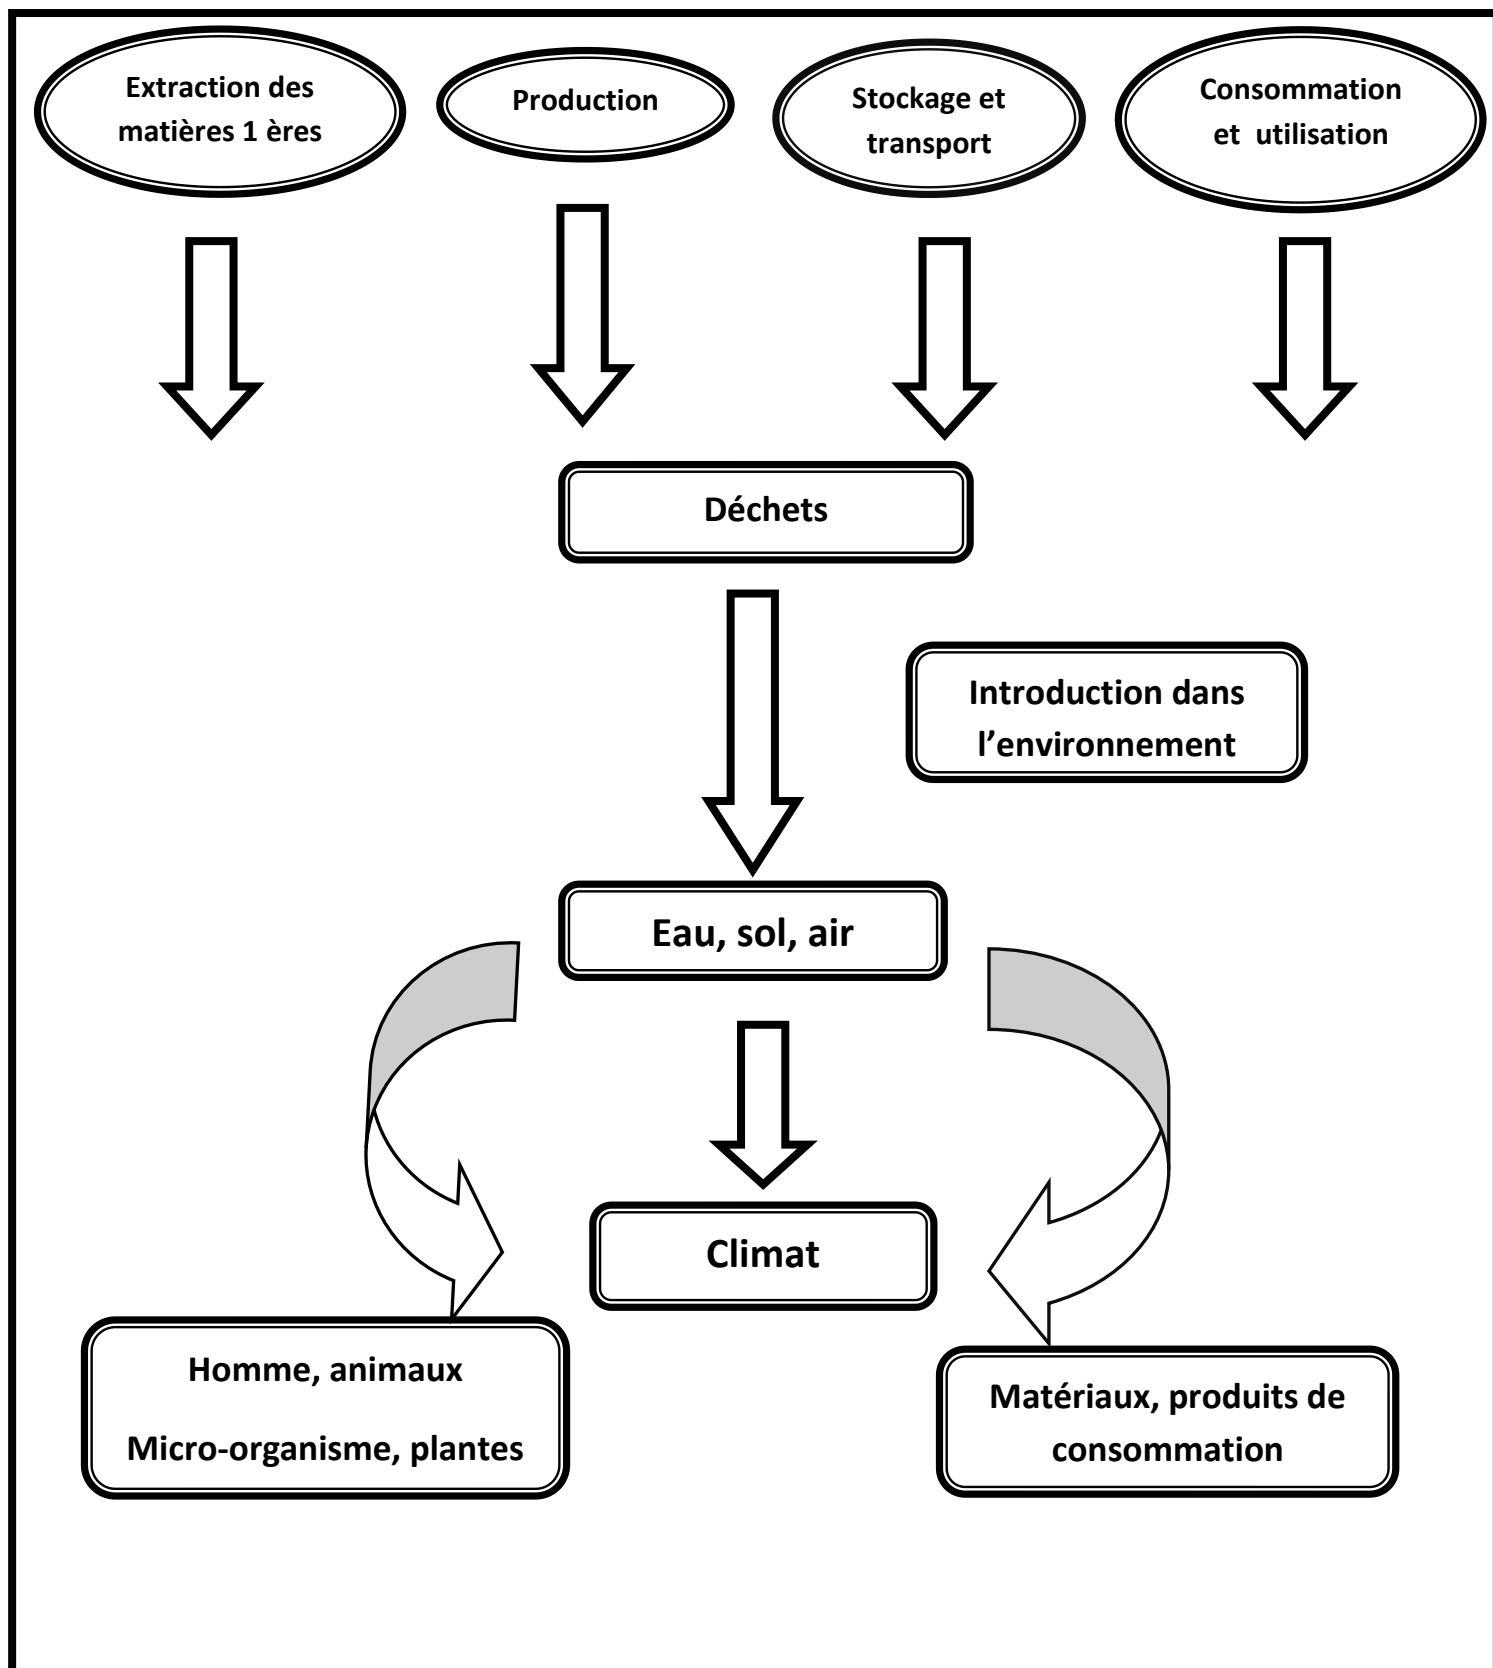 Extraction des
matières 1 ères
Production
Stockage et
transport
Consommation
et  utilisation
Déchets
Introduction dans
l’environnement
Eau, sol, air
Climat
Homme, animaux
Micro-organisme, plantes
Matériaux, produits de
consommation